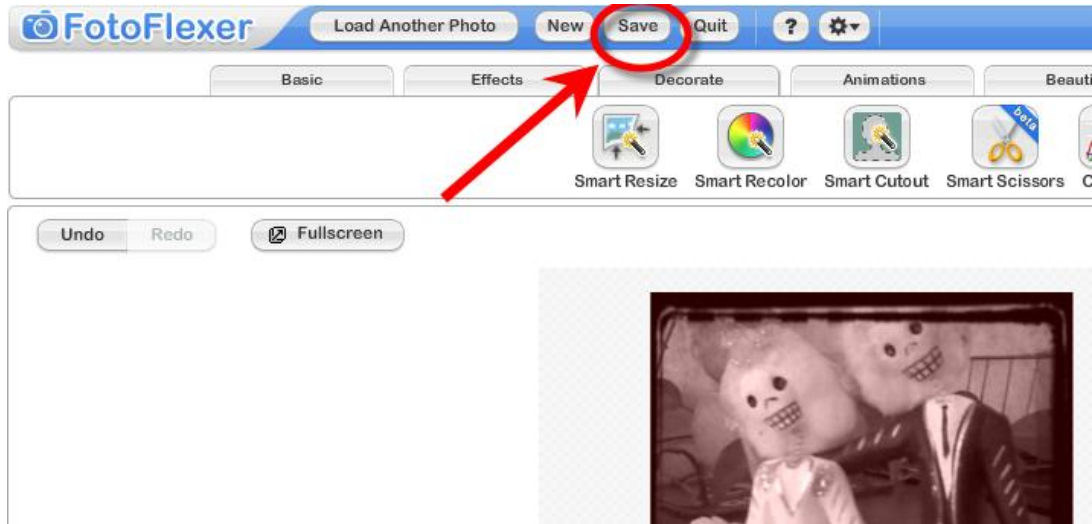 FotoFlexer Load Another Photo New Save Quit ?
Basic Effects Decorate Animations Beauti
beta
Smart Resize Smart Recolor Smart Cutout Smart Scissors C
Undo Redo Fullscreen